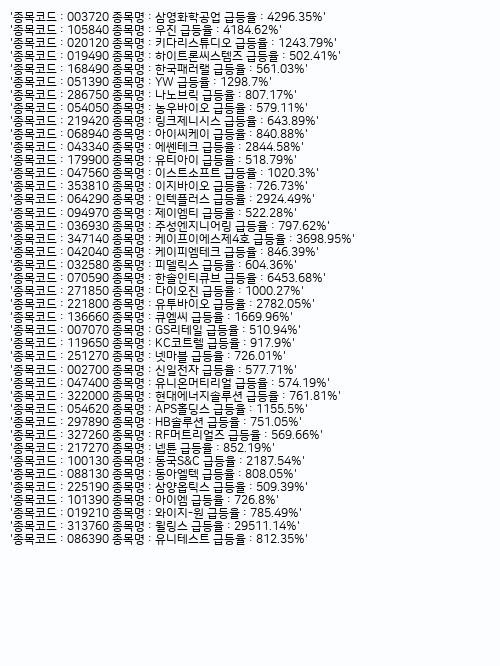 '종목코드 : 003720 종목명 : 삼영화학공업 급등율 : 4296.35%'
'종목코드 : 105840 종목명 : 우진 급등율 : 4184.62%'
'종목코드 : 020120 종목명 : 키다리스튜디오 급등율 : 1243.79%'
'종목코드 : 019490 종목명 : 하이트론씨스템즈 급등율 : 502.41%'
'종목코드 : 168490 종목명 : 한국패러랠 급등율 : 561.03%'
'종목코드 : 051390 종목명 : YW 급등율 : 1298.7%'
'종목코드 : 286750 종목명 : 나노브릭 급등율 : 807.17%'
'종목코드 : 054050 종목명 : 농우바이오 급등율 : 579.11%'
'종목코드 : 219420 종목명 : 링크제니시스 급등율 : 643.89%'
'종목코드 : 068940 종목명 : 아이씨케이 급등율 : 840.88%'
'종목코드 : 043340 종목명 : 에쎈테크 급등율 : 2844.58%'
'종목코드 : 179900 종목명 : 유티아이 급등율 : 518.79%'
'종목코드 : 047560 종목명 : 이스트소프트 급등율 : 1020.3%'
'종목코드 : 353810 종목명 : 이지바이오 급등율 : 726.73%'
'종목코드 : 064290 종목명 : 인텍플러스 급등율 : 2924.49%'
'종목코드 : 094970 종목명 : 제이엠티 급등율 : 522.28%'
'종목코드 : 036930 종목명 : 주성엔지니어링 급등율 : 797.62%'
'종목코드 : 347140 종목명 : 케이프이에스제4호 급등율 : 3698.95%'
'종목코드 : 042040 종목명 : 케이피엠테크 급등율 : 846.39%'
'종목코드 : 032580 종목명 : 피델릭스 급등율 : 604.36%'
'종목코드 : 070590 종목명 : 한솔인티큐브 급등율 : 6453.68%'
'종목코드 : 271850 종목명 : 다이오진 급등율 : 1000.27%'
'종목코드 : 221800 종목명 : 유투바이오 급등율 : 2782.05%'
'종목코드 : 136660 종목명 : 큐엠씨 급등율 : 1669.96%'
'종목코드 : 007070 종목명 : GS리테일 급등율 : 510.94%'
'종목코드 : 119650 종목명 : KC코트렐 급등율 : 917.9%'
'종목코드 : 251270 종목명 : 넷마블 급등율 : 726.01%'
'종목코드 : 002700 종목명 : 신일전자 급등율 : 577.71%'
'종목코드 : 047400 종목명 : 유니온머티리얼 급등율 : 574.19%'
'종목코드 : 322000 종목명 : 현대에너지솔루션 급등율 : 761.81%'
'종목코드 : 054620 종목명 : APS홀딩스 급등율 : 1155.5%'
'종목코드 : 297890 종목명 : HB솔루션 급등율 : 751.05%'
'종목코드 : 327260 종목명 : RF머트리얼즈 급등율 : 569.66%'
'종목코드 : 217270 종목명 : 넵튠 급등율 : 852.19%'
'종목코드 : 100130 종목명 : 동국S&C 급등율 : 2187.54%'
'종목코드 : 088130 종목명 : 동아엘텍 급등율 : 808.05%'
'종목코드 : 225190 종목명 : 삼양옵틱스 급등율 : 509.39%'
'종목코드 : 101390 종목명 : 아이엠 급등율 : 726.8%'
'종목코드 : 019210 종목명 : 와이지-원 급등율 : 785.49%'
'종목코드 : 313760 종목명 : 윌링스 급등율 : 29511.14%'
'종목코드 : 086390 종목명 : 유니테스트 급등율 : 812.35%'